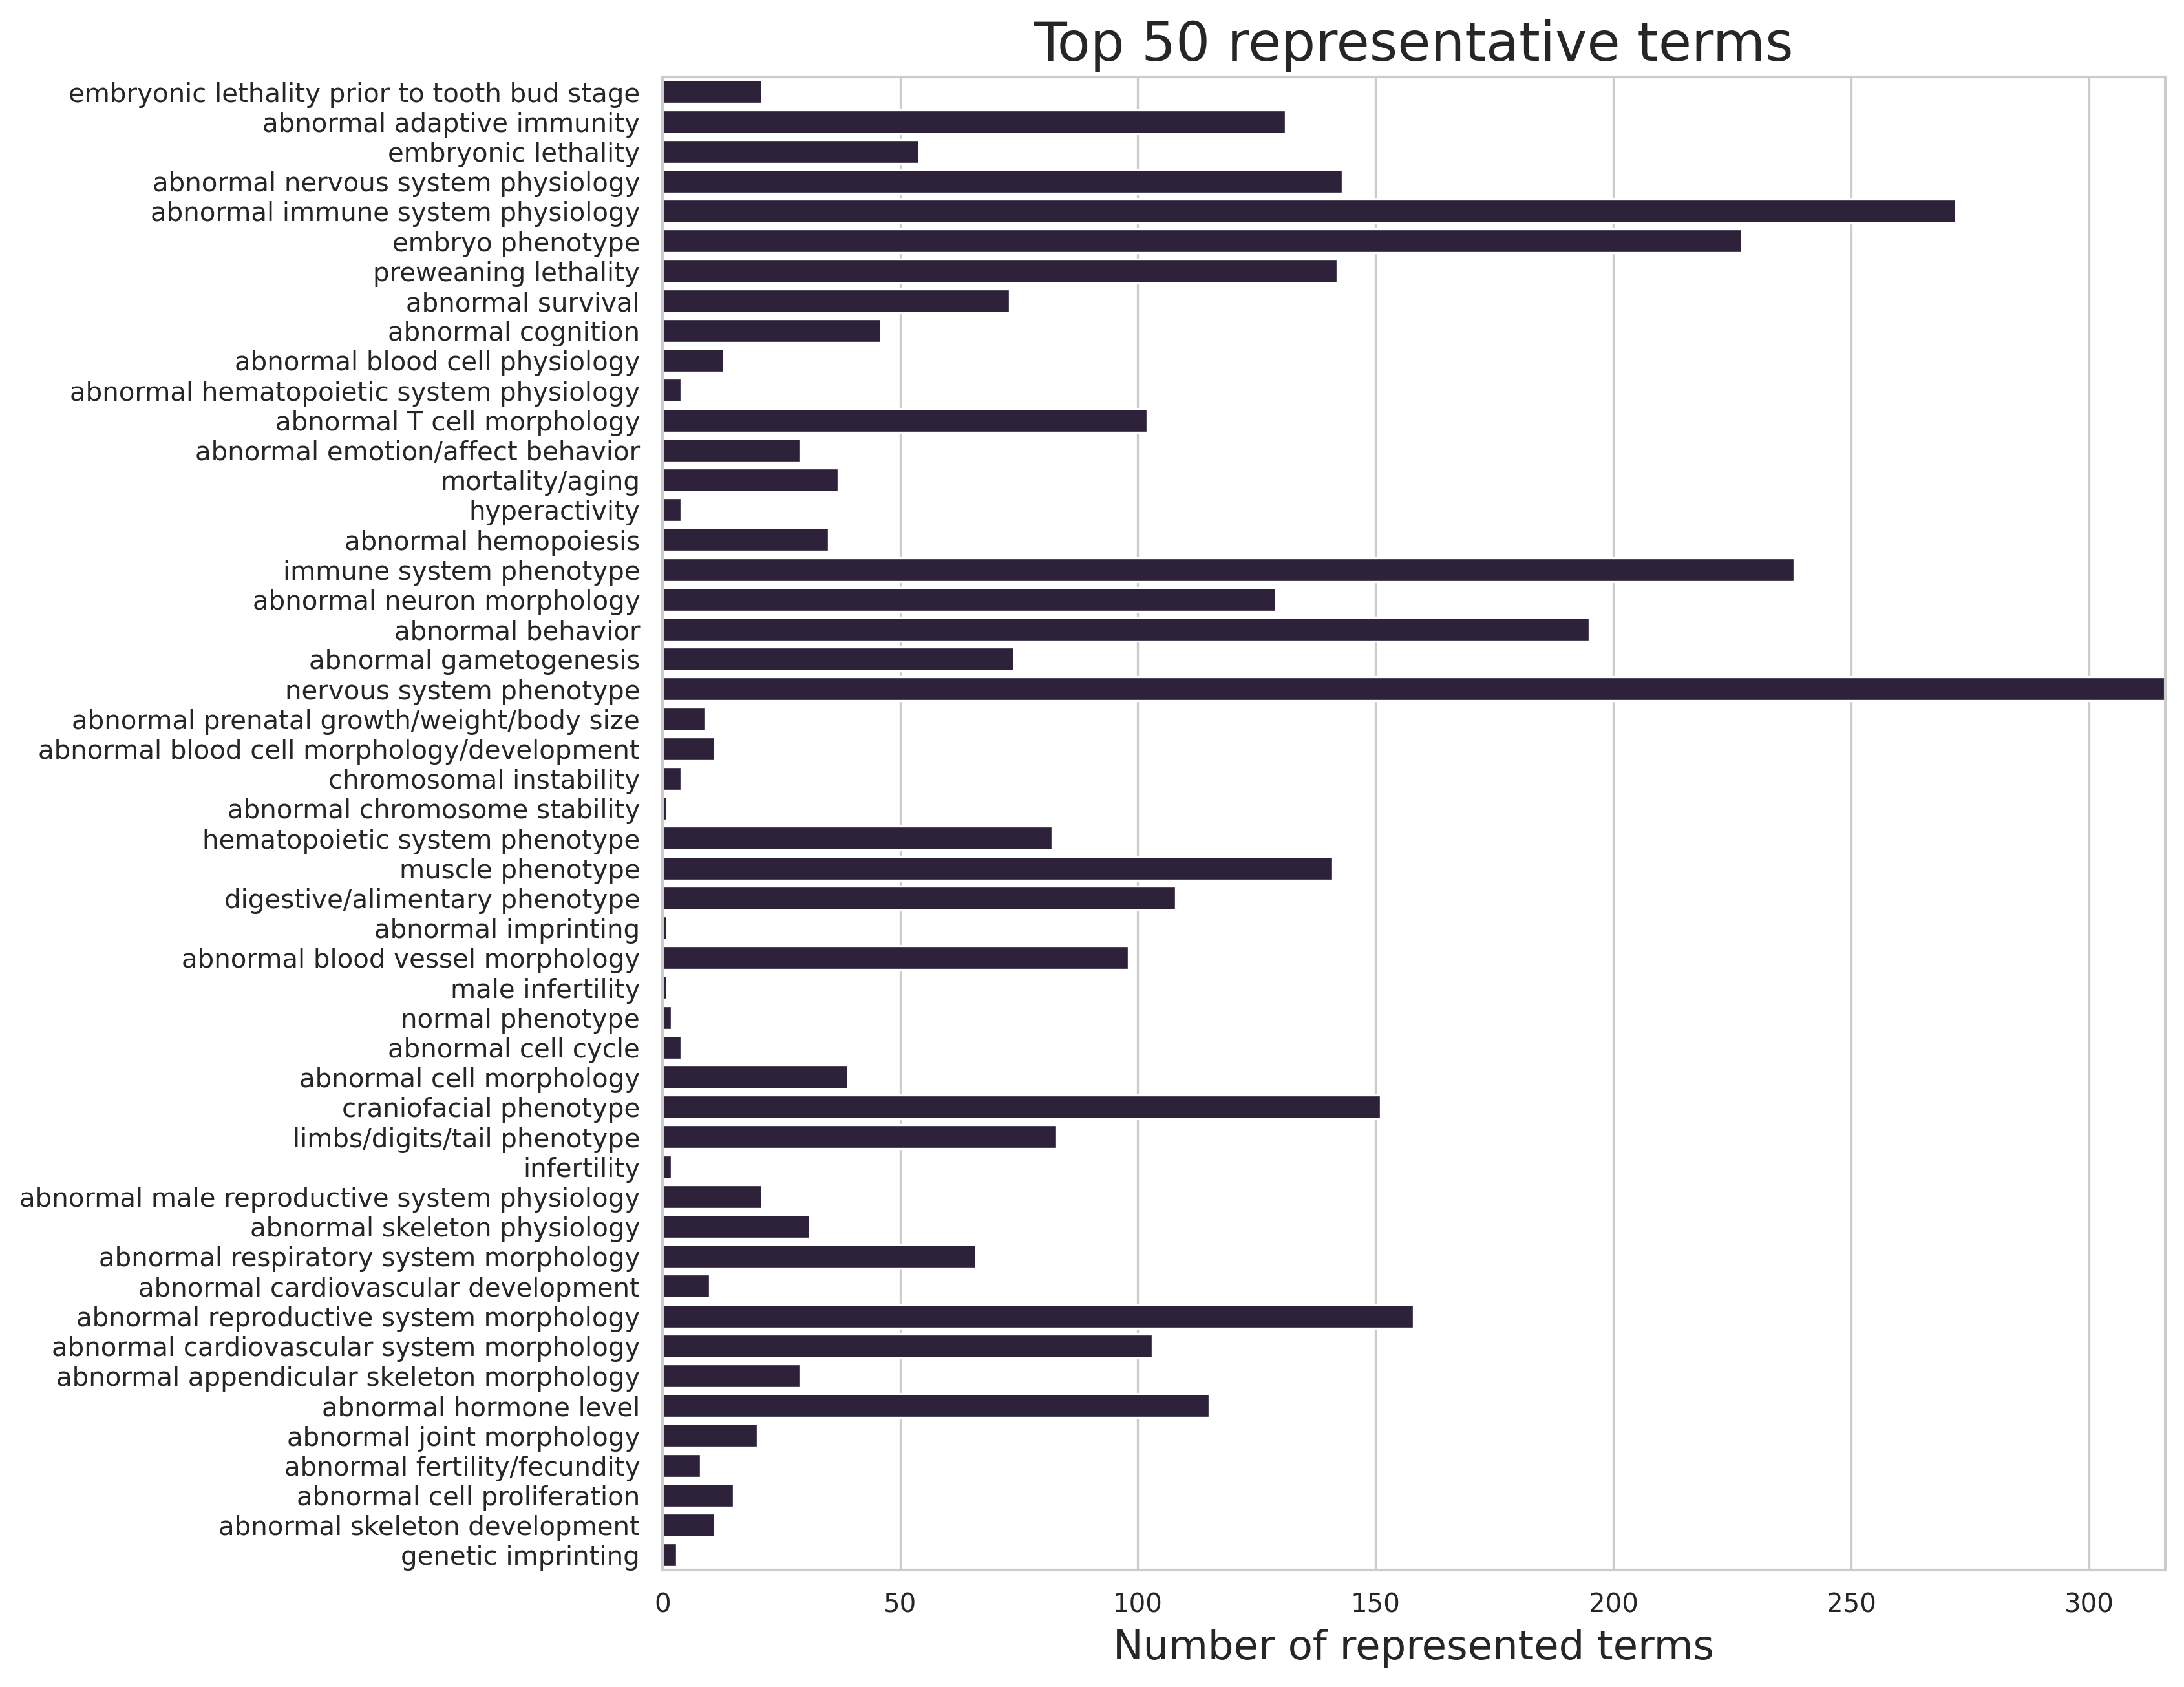 Top 50 representative terms
embryonic lethality prior to tooth bud stage
abnormal adaptive immunity
embryonic lethality
abnormal nervous system physiology
abnormal immune system physiology
embryo phenotype
preweaning lethality
abnormal survival
abnormal cognition
abnormal blood cell physiology
abnormal hematopoietic system physiology
abnormal T cell morphology
abnormal emotion/affect behavior
mortality/aging
hyperactivity
abnormal hemopoiesis
immune system phenotype
abnormal neuron morphology
abnormal behavior
abnormal gametogenesis
nervous system phenotype
abnormal prenatal growth/weight/body size
abnormal blood cell morphology/development
chromosomal instability
abnormal chromosome stability
hematopoietic system phenotype
muscle phenotype
digestive/alimentary phenotype
abnormal imprinting
abnormal blood vessel morphology
male infertility
normal phenotype
abnormal cell cycle
abnormal cell morphology
craniofacial phenotype
limbs/digits/tail phenotype
infertility
abnormal male reproductive system physiology
abnormal skeleton physiology
abnormal respiratory system morphology
abnormal cardiovascular development
abnormal reproductive system morphology
abnormal cardiovascular system morphology
abnormal appendicular skeleton morphology
abnormal hormone level
abnormal joint morphology
abnormal fertility/fecundity
abnormal cell proliferation
abnormal skeleton development
genetic imprinting
0 50 100 150 200 250 300
Number of represented terms